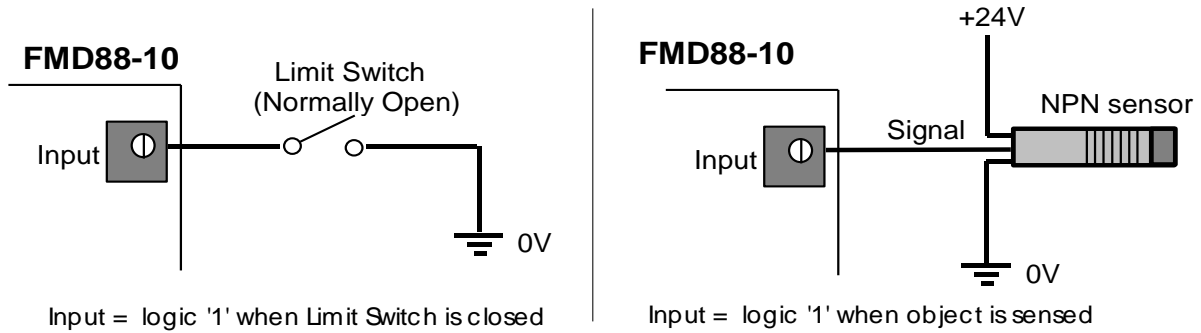 FMD88-10
Limit Switch
(Normally Open)
Input
0V
Input = logic '1' when Limit Switch is closed
+24V
FMD88-10
NPN sensor
Signal
Input
0V
Input = logic '1' when object is sensed